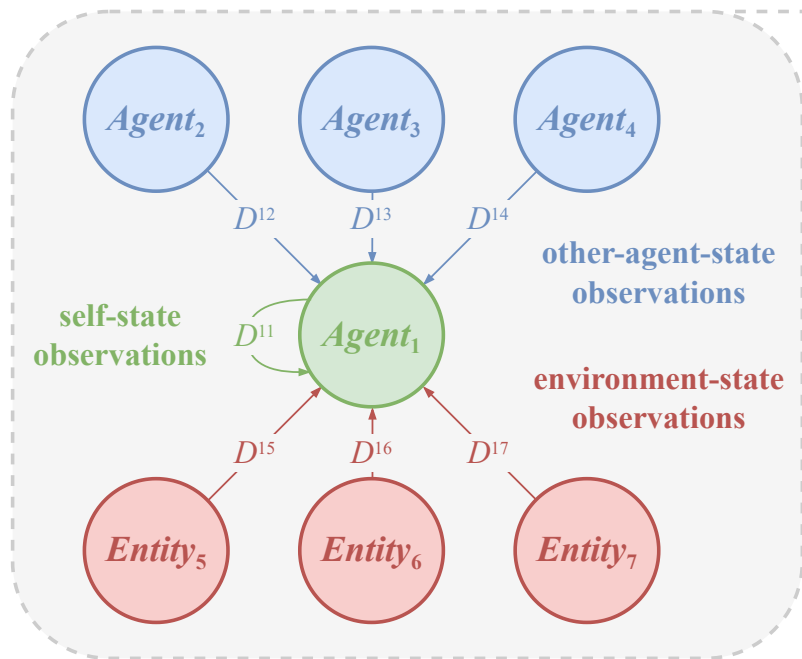 Agent₂ Agent₃ Agent₄
D¹² D¹³ D¹⁴
other-agent-state
observations
self-state
observations
D¹¹
Agent₁
environment-state
observations
D¹⁵ D¹⁶ D¹⁷
Entity₅ Entity₆ Entity₇